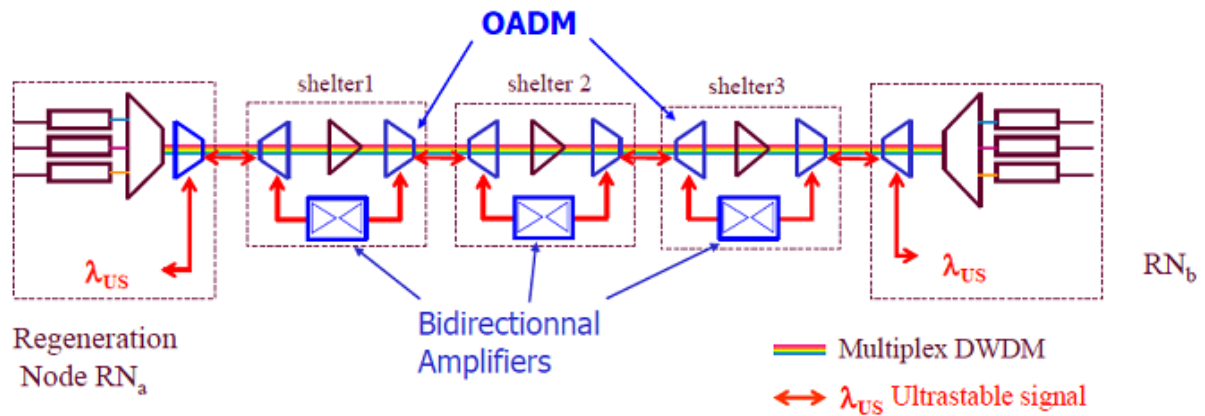 OADM
shelter1
shelter 2
shelter3
λUS
λUS
RNb
Bidirectionnal
Amplifiers
Regeneration
Node RNa
Multiplex DWDM
λUS Ultrastable signal